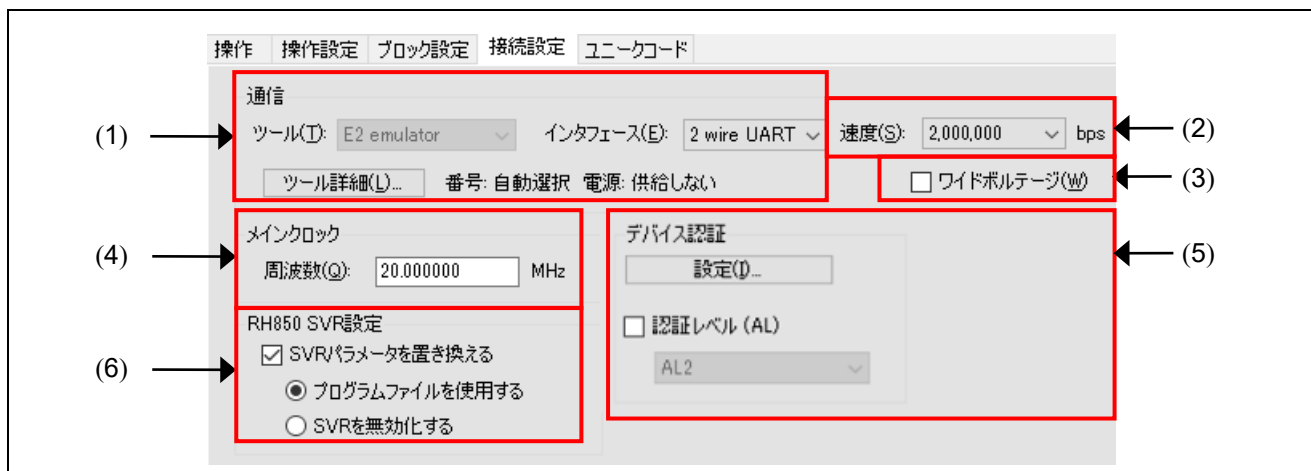 操作 操作設定 ブロック設定 接続設定 ユニークコード
通信
(1) ツール(T): E2 emulator インタフェース(E): 2 wire UART 速度(S): 2,000,000 bps (2)
ツール詳細(L)... 番号: 自動選択 電源: 供給しない ワイドボルテージ(W) (3)
メインクロック
(4) 周波数(Q): 20.000000 MHz
デバイス認証
設定(I)... (5)
認証レベル (AL)
AL2
RH850 SVR設定
SVRパラメータを置き換える
(6) プログラムファイルを使用する
SVRを無効化する